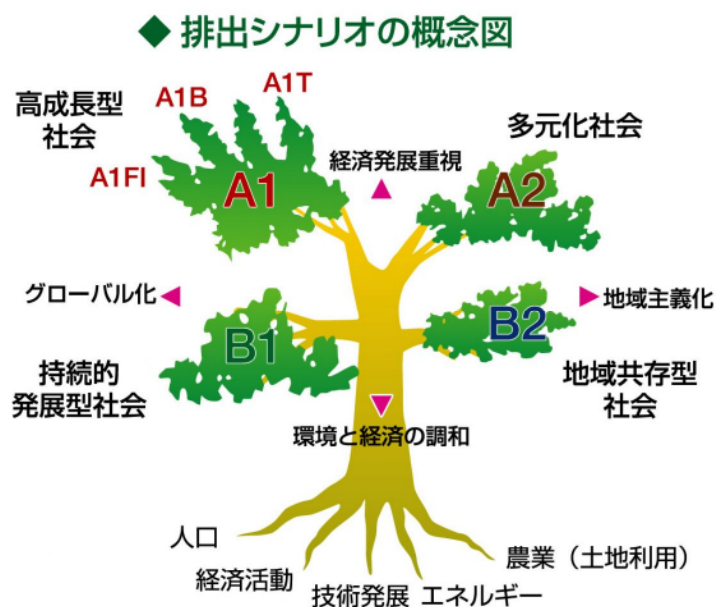 ◆ 排出シナリオの概念図
高成長型
社会
A1B
A1T
A1FI
A1
経済発展重視
多元化社会
A2
グローバル化
地域主義化
B1
B2
持続的
発展型社会
地域共存型
社会
環境と経済の調和
人口
経済活動
技術発展
エネルギー
農業（土地利用）